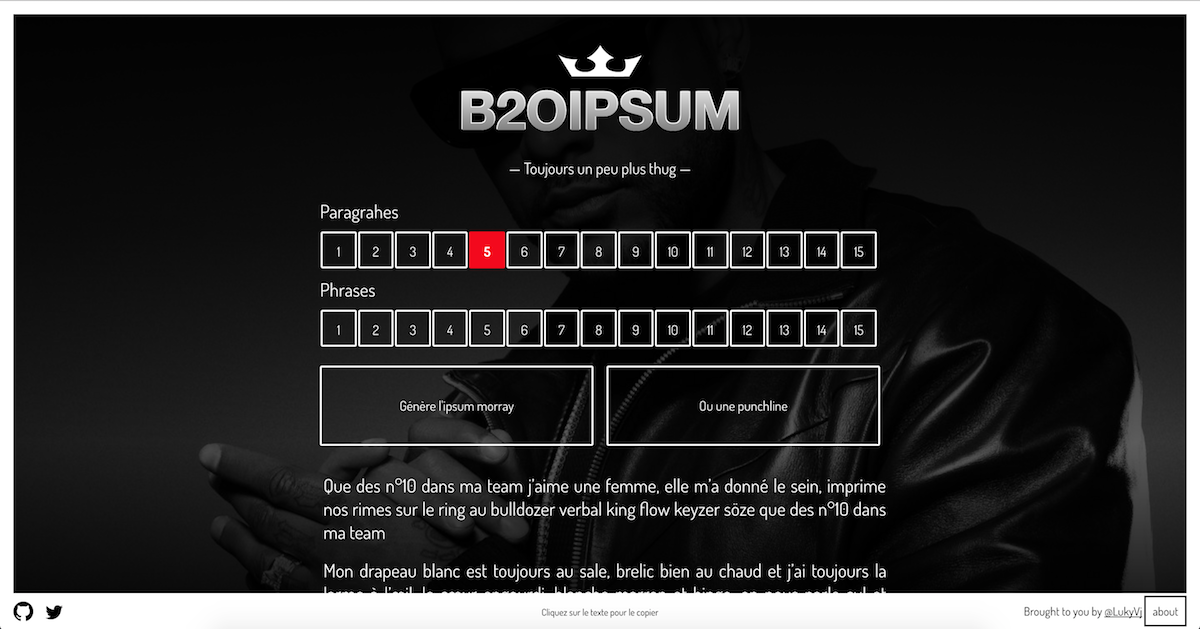 B2OIPSUM
— Toujours un peu plus thug —
Paragrahes
1 2 3 4 5 6 7 8 9 10 11 12 13 14 15
Phrases
1 2 3 4 5 6 7 8 9 10 11 12 13 14 15
Génère l'ipsum morray
Ou une punchline
Que des n°10 dans ma team j'aime une femme, elle m'a donné le sein, imprime
nos rimes sur le ring au bulldozer verbal king flow keyzer söze que des n°10 dans
ma team
Mon drapeau blanc est toujours au sale, brelic bien au chaud et j'ai toujours la
Cliquez sur le texte pour le copier
Brought to you by @LukyVj
about